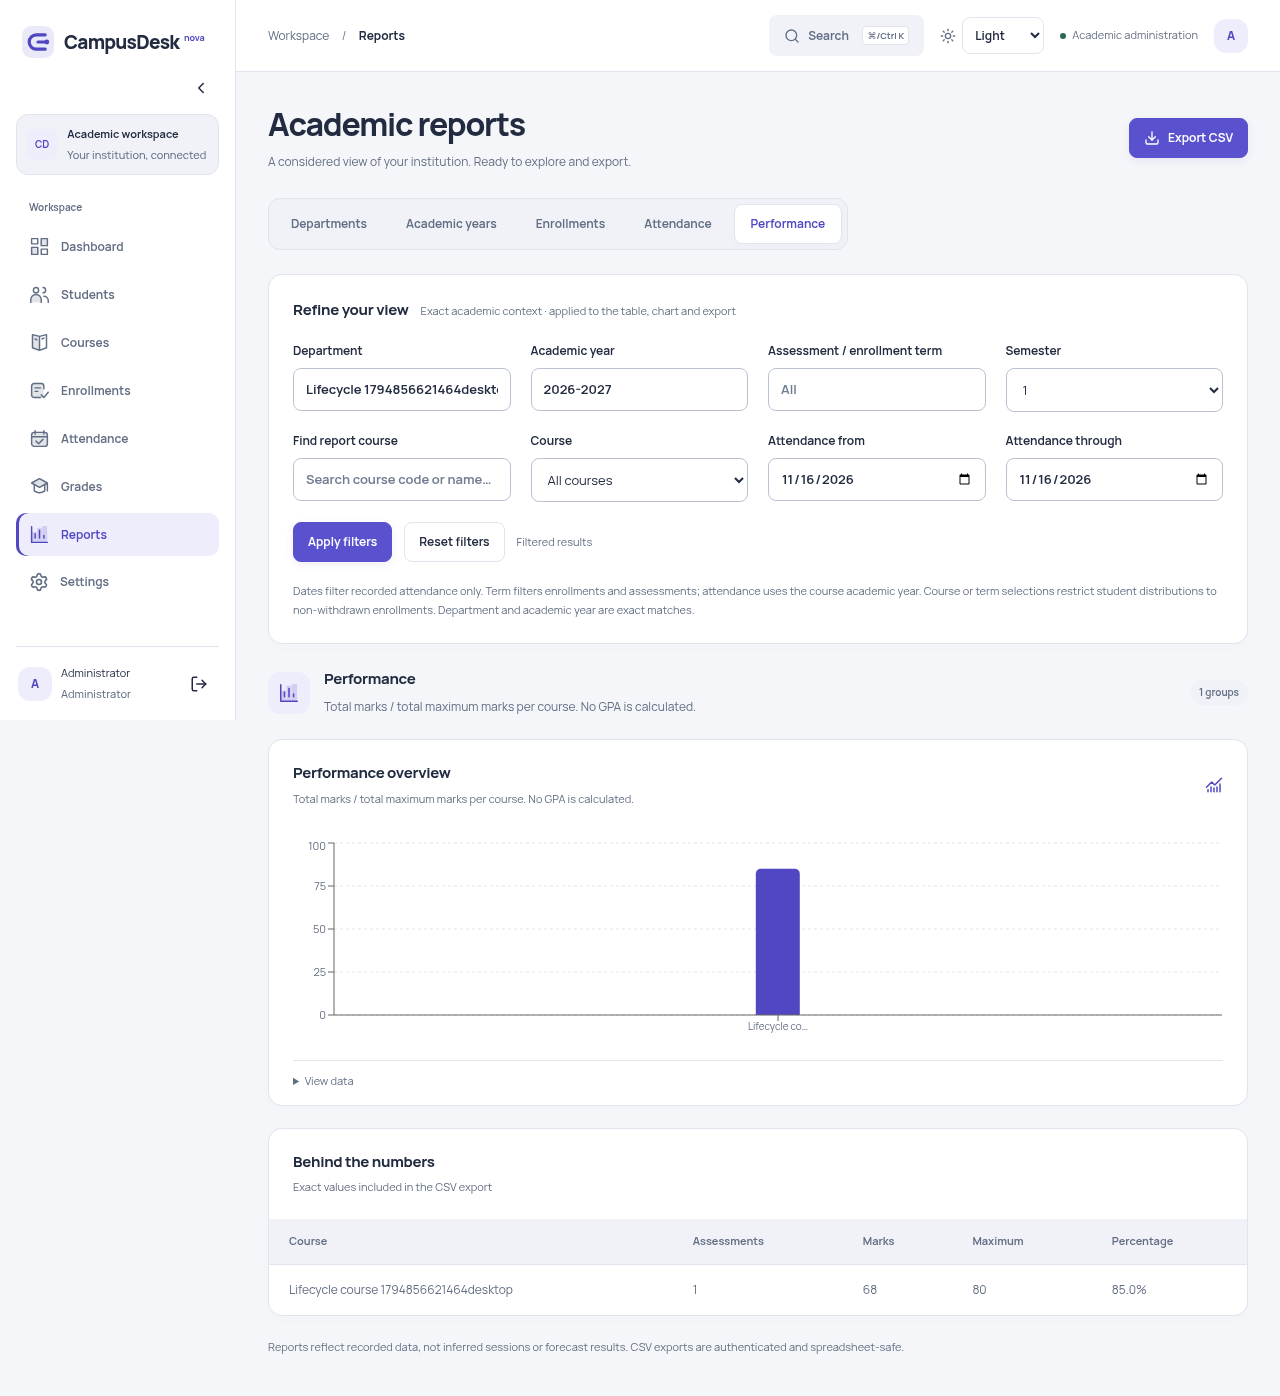 CampusDesk nova
Workspace / Reports
Search ⌘/Ctrl K
Light
Academic administration
A
CD
Academic workspace
Your institution, connected
Workspace
Dashboard
Students
Courses
Enrollments
Attendance
Grades
Reports
Settings
A
Administrator
Administrator
Academic reports
A considered view of your institution. Ready to explore and export.
Export CSV
Departments Academic years Enrollments Attendance Performance
Refine your view Exact academic context · applied to the table, chart and export
Department Academic year Assessment / enrollment term Semester
Lifecycle 1794856621464deskt 2026-2027 All 1
Find report course Course Attendance from Attendance through
Search course code or name... All courses 11/16/2026 11/16/2026
Apply filters Reset filters Filtered results
Dates filter recorded attendance only. Term filters enrollments and assessments; attendance uses the course academic year. Course or term selections restrict student distributions to
non-withdrawn enrollments. Department and academic year are exact matches.
Performance
Total marks / total maximum marks per course. No GPA is calculated.
1 groups
Performance overview
Total marks / total maximum marks per course. No GPA is calculated.
100
75
50
25
0
Lifecycle co...
View data
Behind the numbers
Exact values included in the CSV export
Course Assessments Marks Maximum Percentage
Lifecycle course 1794856621464desktop 1 68 80 85.0%
Reports reflect recorded data, not inferred sessions or forecast results. CSV exports are authenticated and spreadsheet-safe.